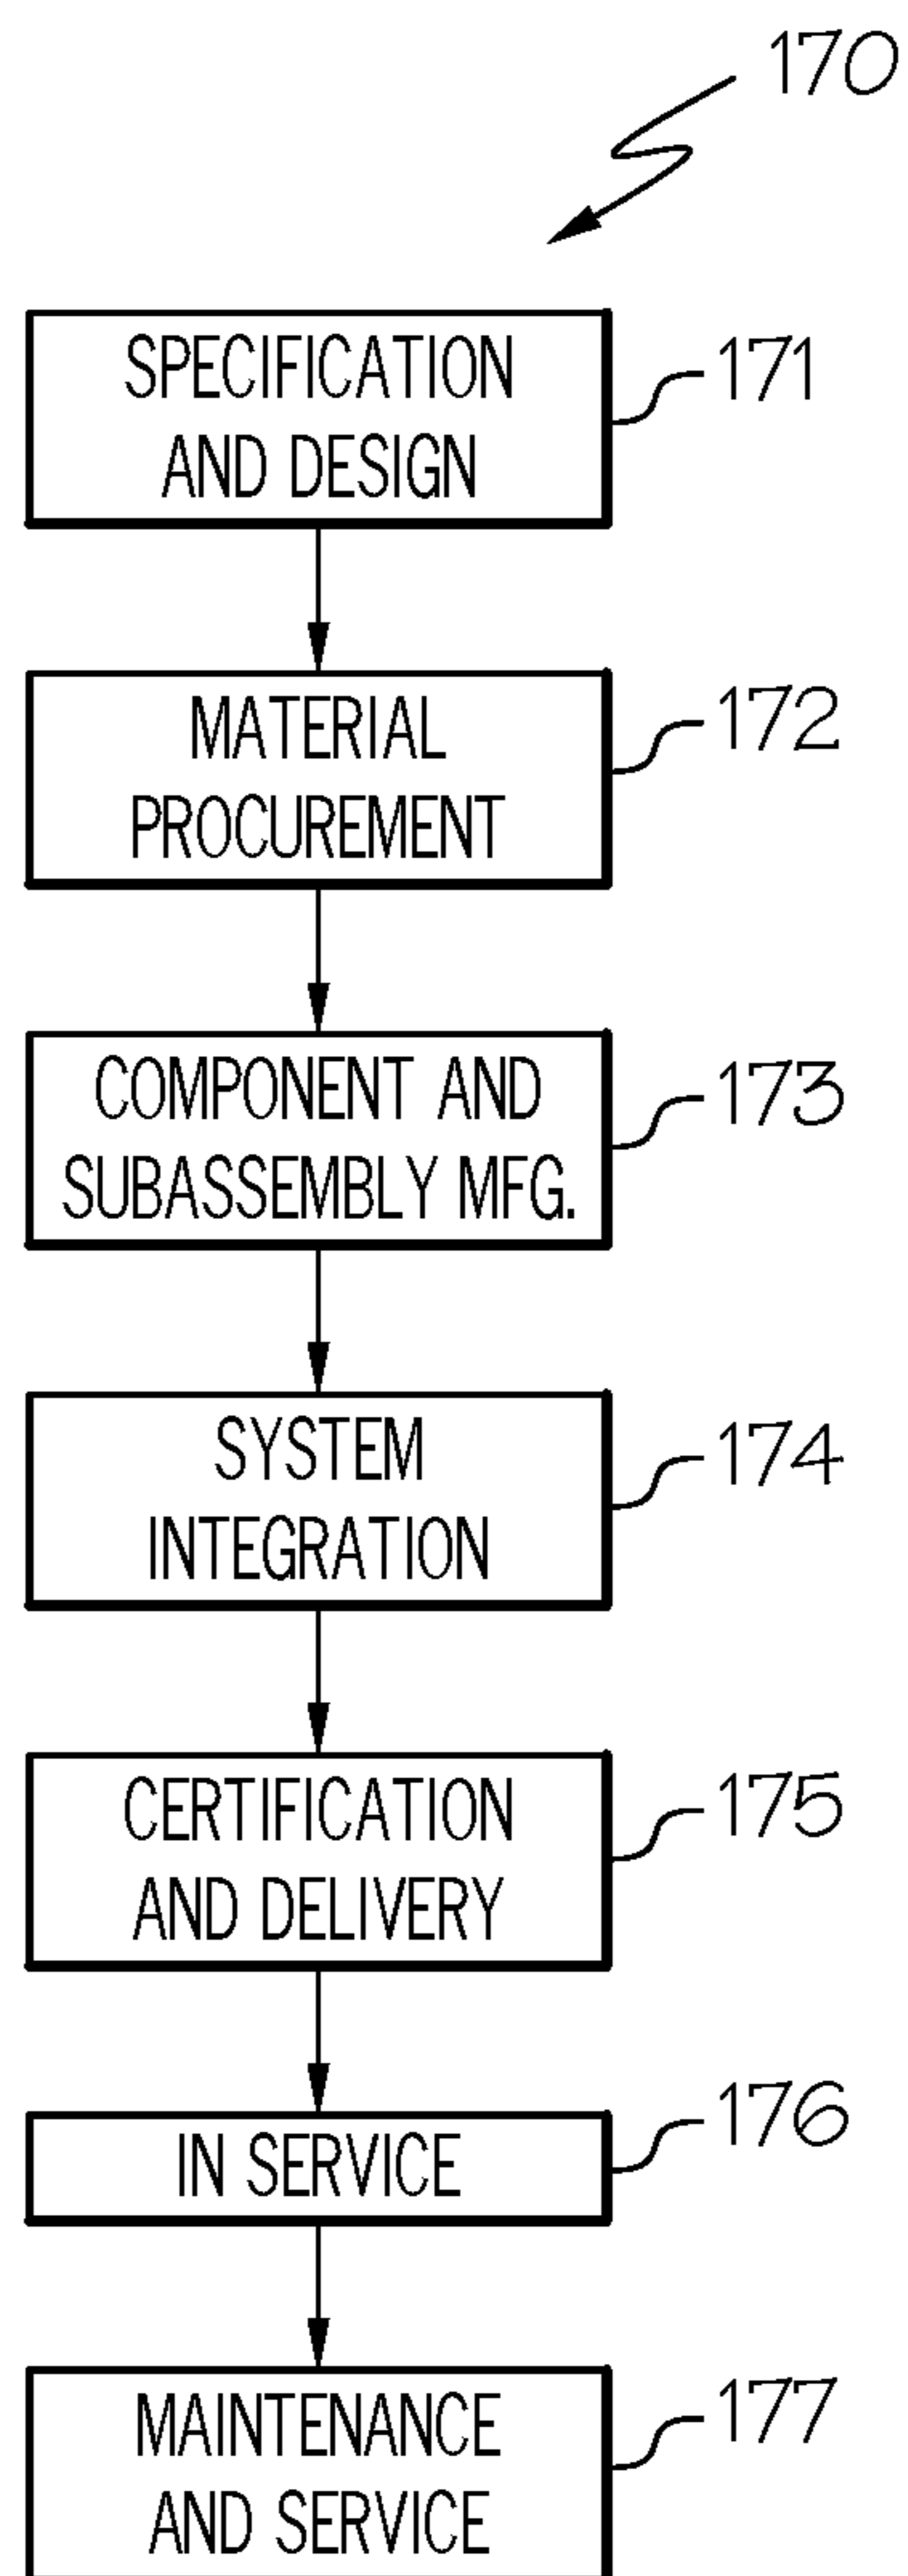 170
SPECIFICATION
AND DESIGN
171
MATERIAL
PROCUREMENT
172
COMPONENT AND
SUBASSEMBLY MFG.
173
SYSTEM
INTEGRATION
174
CERTIFICATION
AND DELIVERY
175
IN SERVICE
176
MAINTENANCE
AND SERVICE
177